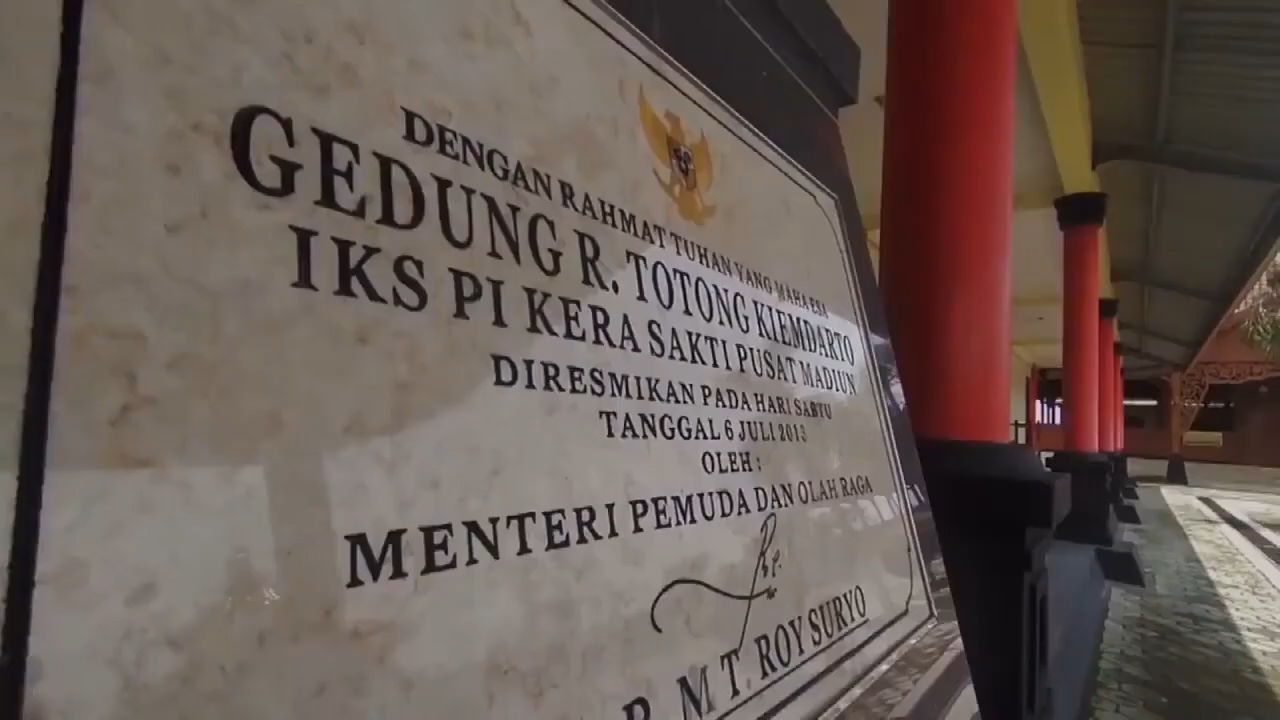 DENGAN RAHMAT TUHAN YANG MAHA ESA
GEDUNG R. TOTONG KIEMDARTO
IKS PI KERA SAKTI PUSAT MADIUN
DIRESMIKAN PADA HARI SABTU
TANGGAL 6 JULI 2013
OLEH :
MENTERI PEMUDA DAN OLAH RAGA
R. M T. ROY SURYO